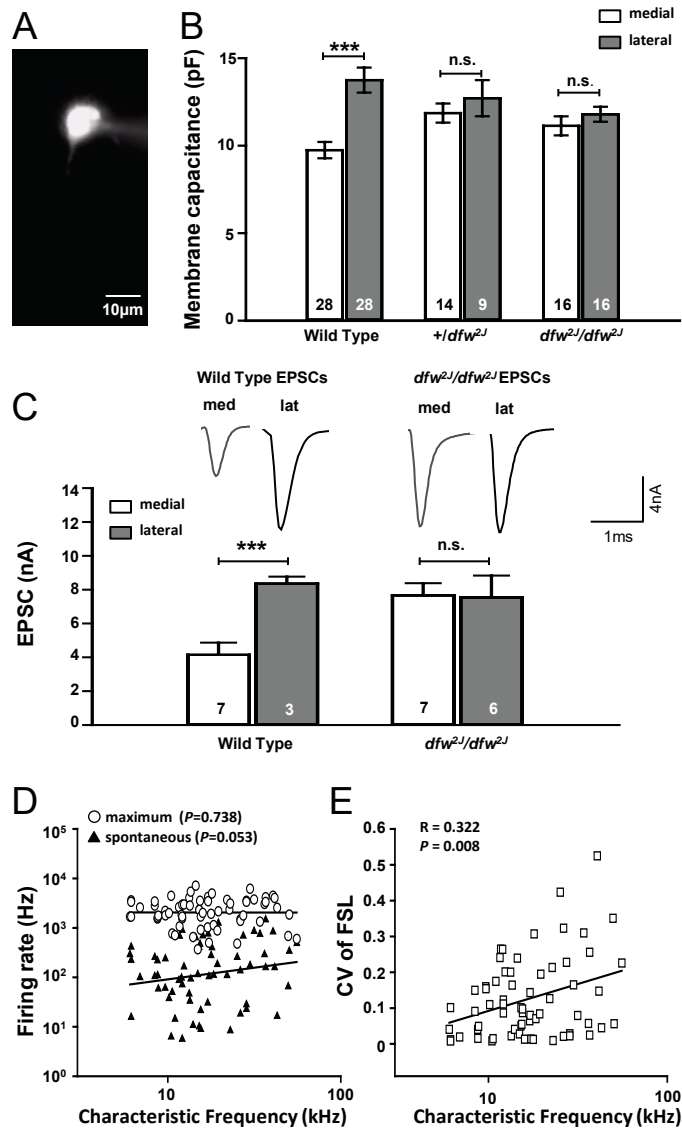 A
10µm
B
medial
lateral
Membrane capacitance (pF)
15
10
5
0
***
n.s.
n.s.
28
28
14
9
16
16
Wild Type
+/dfw²ᴶ
dfw²ᴶ/dfw²ᴶ
C
Wild Type EPSCs
dfw²ᴶ/dfw²ᴶ EPSCs
med
lat
med
lat
4nA
1ms
EPSC (nA)
14
12
10
8
6
4
2
0
medial
lateral
***
n.s.
7
3
7
6
Wild Type
dfw²ᴶ/dfw²ᴶ
D
maximum (P=0.738)
spontaneous (P=0.053)
Firing rate (Hz)
10⁵
10⁴
10³
10²
10¹
10⁰
10
100
Characteristic Frequency (kHz)
E
R = 0.322
P = 0.008
CV of FSL
0.6
0.5
0.4
0.3
0.2
0.1
0
10
100
Characteristic Frequency (kHz)